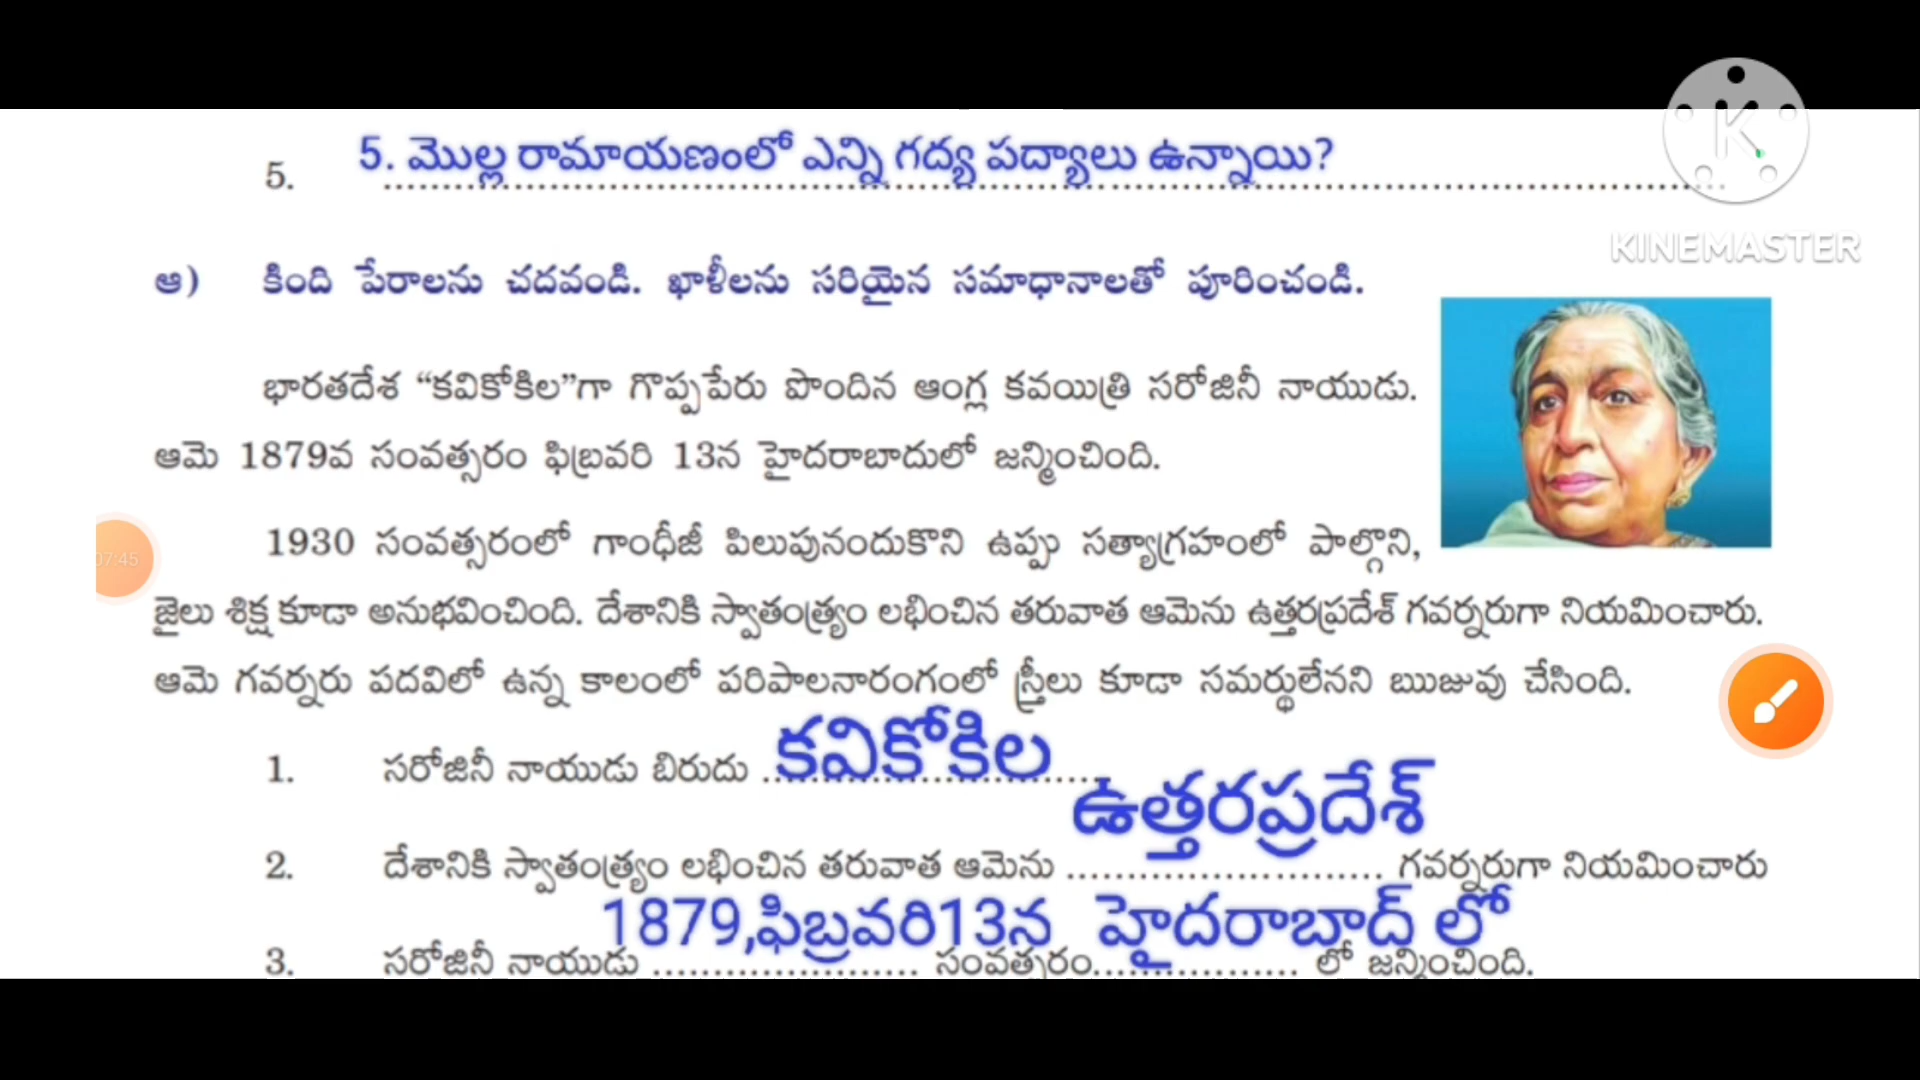 5. 5. మొల్ల రామాయణంలో ఎన్ని గద్య పద్యాలు ఉన్నాయి?
KINEMASTER
ఆ) కింది పేరాలను చదవండి. ఖాళీలను సరియైన సమాధానాలతో పూరించండి.
భారతదేశ “కవికోకిల”గా గొప్పపేరు పొందిన ఆంగ్ల కవయిత్రి సరోజినీ నాయుడు.
ఆమె 1879వ సంవత్సరం ఫిబ్రవరి 13న హైదరాబాదులో జన్మించింది.
1930 సంవత్సరంలో గాంధీజీ పిలుపునందుకొని ఉప్పు సత్యాగ్రహంలో పాల్గొని,
07:45
జైలు శిక్ష కూడా అనుభవించింది. దేశానికి స్వాతంత్ర్యం లభించిన తరువాత ఆమెను ఉత్తరప్రదేశ్ గవర్నరుగా నియమించారు.
ఆమె గవర్నరు పదవిలో ఉన్న కాలంలో పరిపాలనారంగంలో స్త్రీలు కూడా సమర్థులేనని ఋజువు చేసింది.
1. సరోజినీ నాయుడు బిరుదు కవికోకిల
ఉత్తరప్రదేశ్
2. దేశానికి స్వాతంత్ర్యం లభించిన తరువాత ఆమెను .......................... గవర్నరుగా నియమించారు
1879,ఫిబ్రవరి13న హైదరాబాద్ లో
3. సరోజినీ నాయుడు ...................... సంవత్సరం................. లో జన్మించింది.